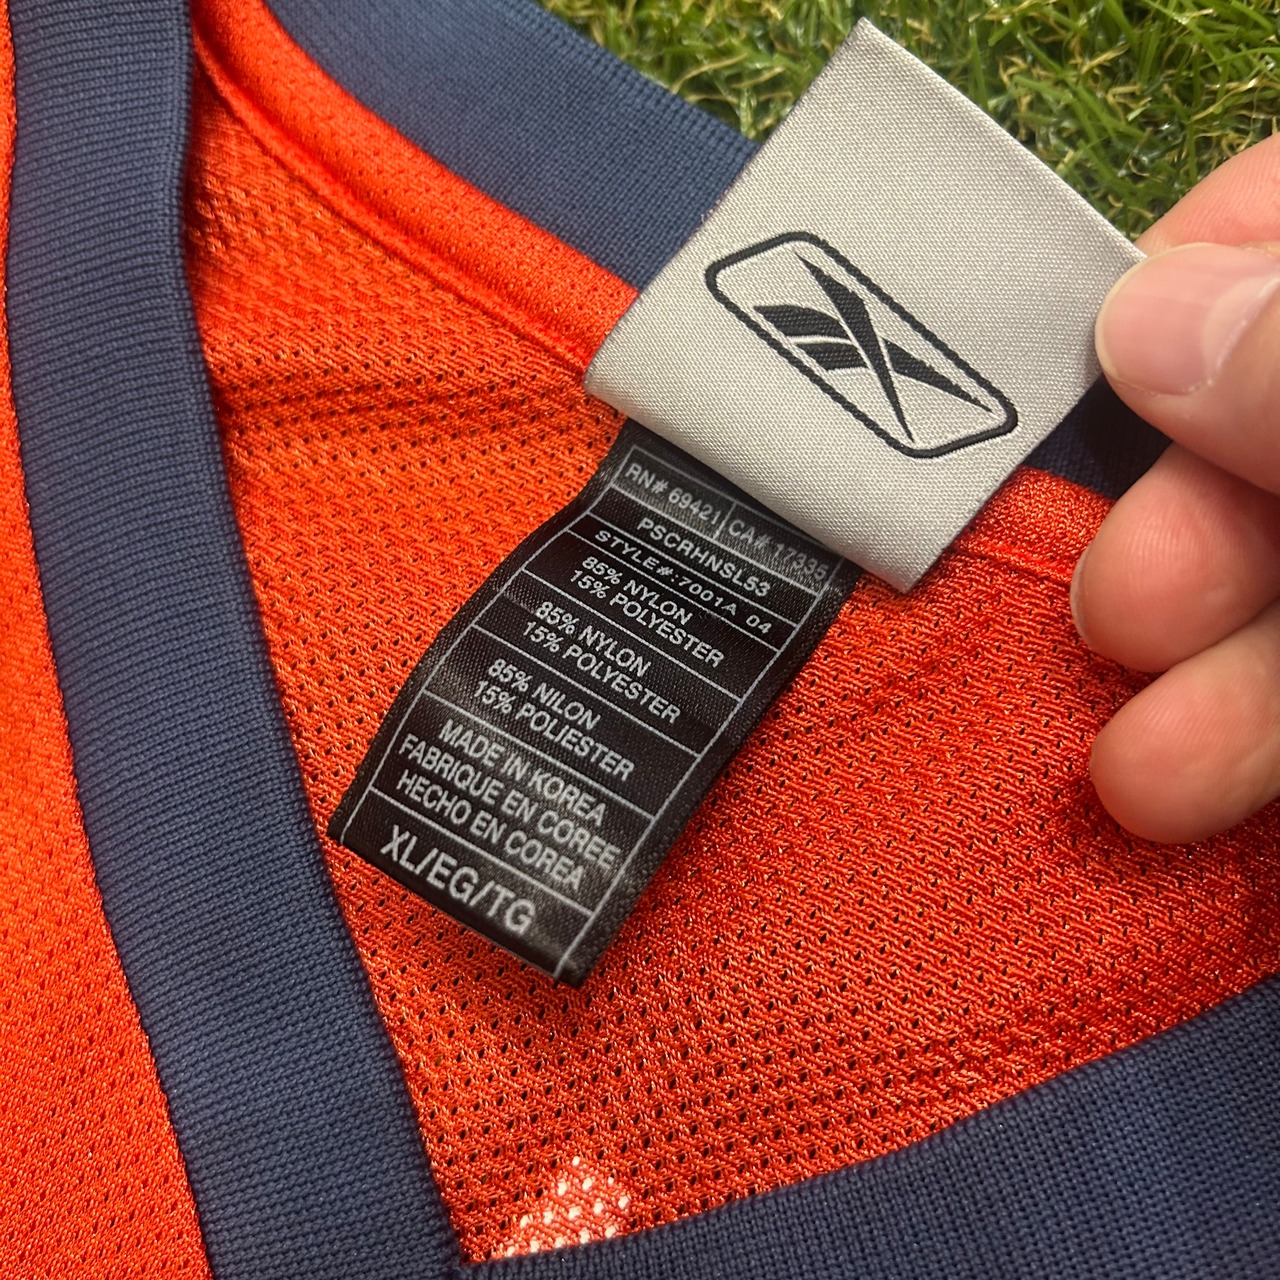 RN# 69421 CA# 17335
PSCRHNSL53
STYLE#:7001A 04
85% NYLON
15% POLYESTER
85% NYLON
15% POLYESTER
85% NILON
15% POLIESTER
MADE IN KOREA
FABRIQUE EN COREE
HECHO EN COREA
XL/EG/TG